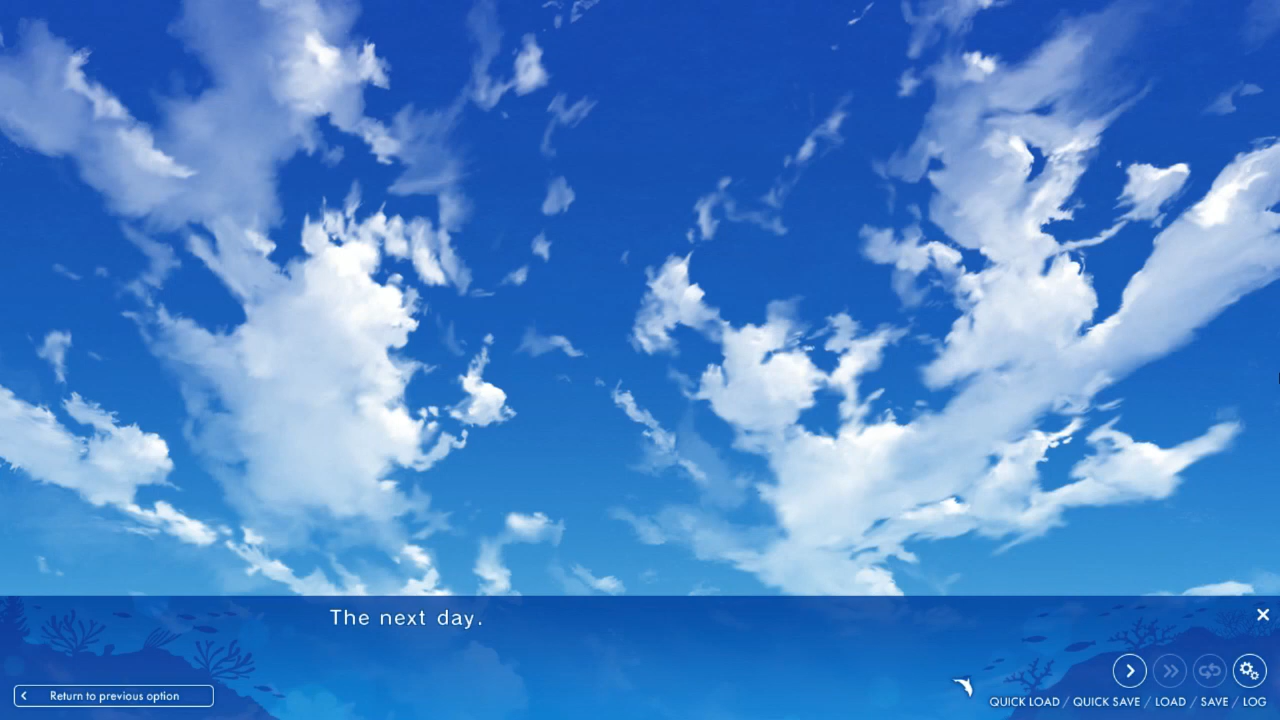 The next day.
Return to previous option
QUICK LOAD / QUICK SAVE / LOAD / SAVE / LOG